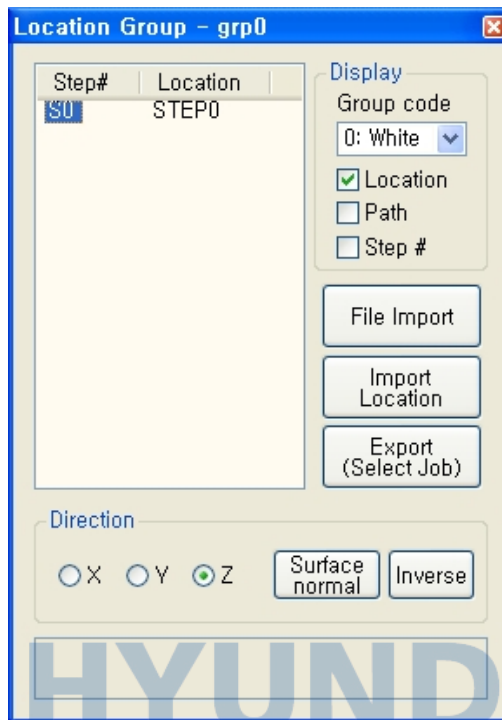 Location Group - grp0
Step# Location
S0 STEP0
Display
Group code
0: White
Location
Path
Step #
File Import
Import
Location
Export
(Select Job)
Direction
X Y Z
Surface
normal
Inverse
HYUND